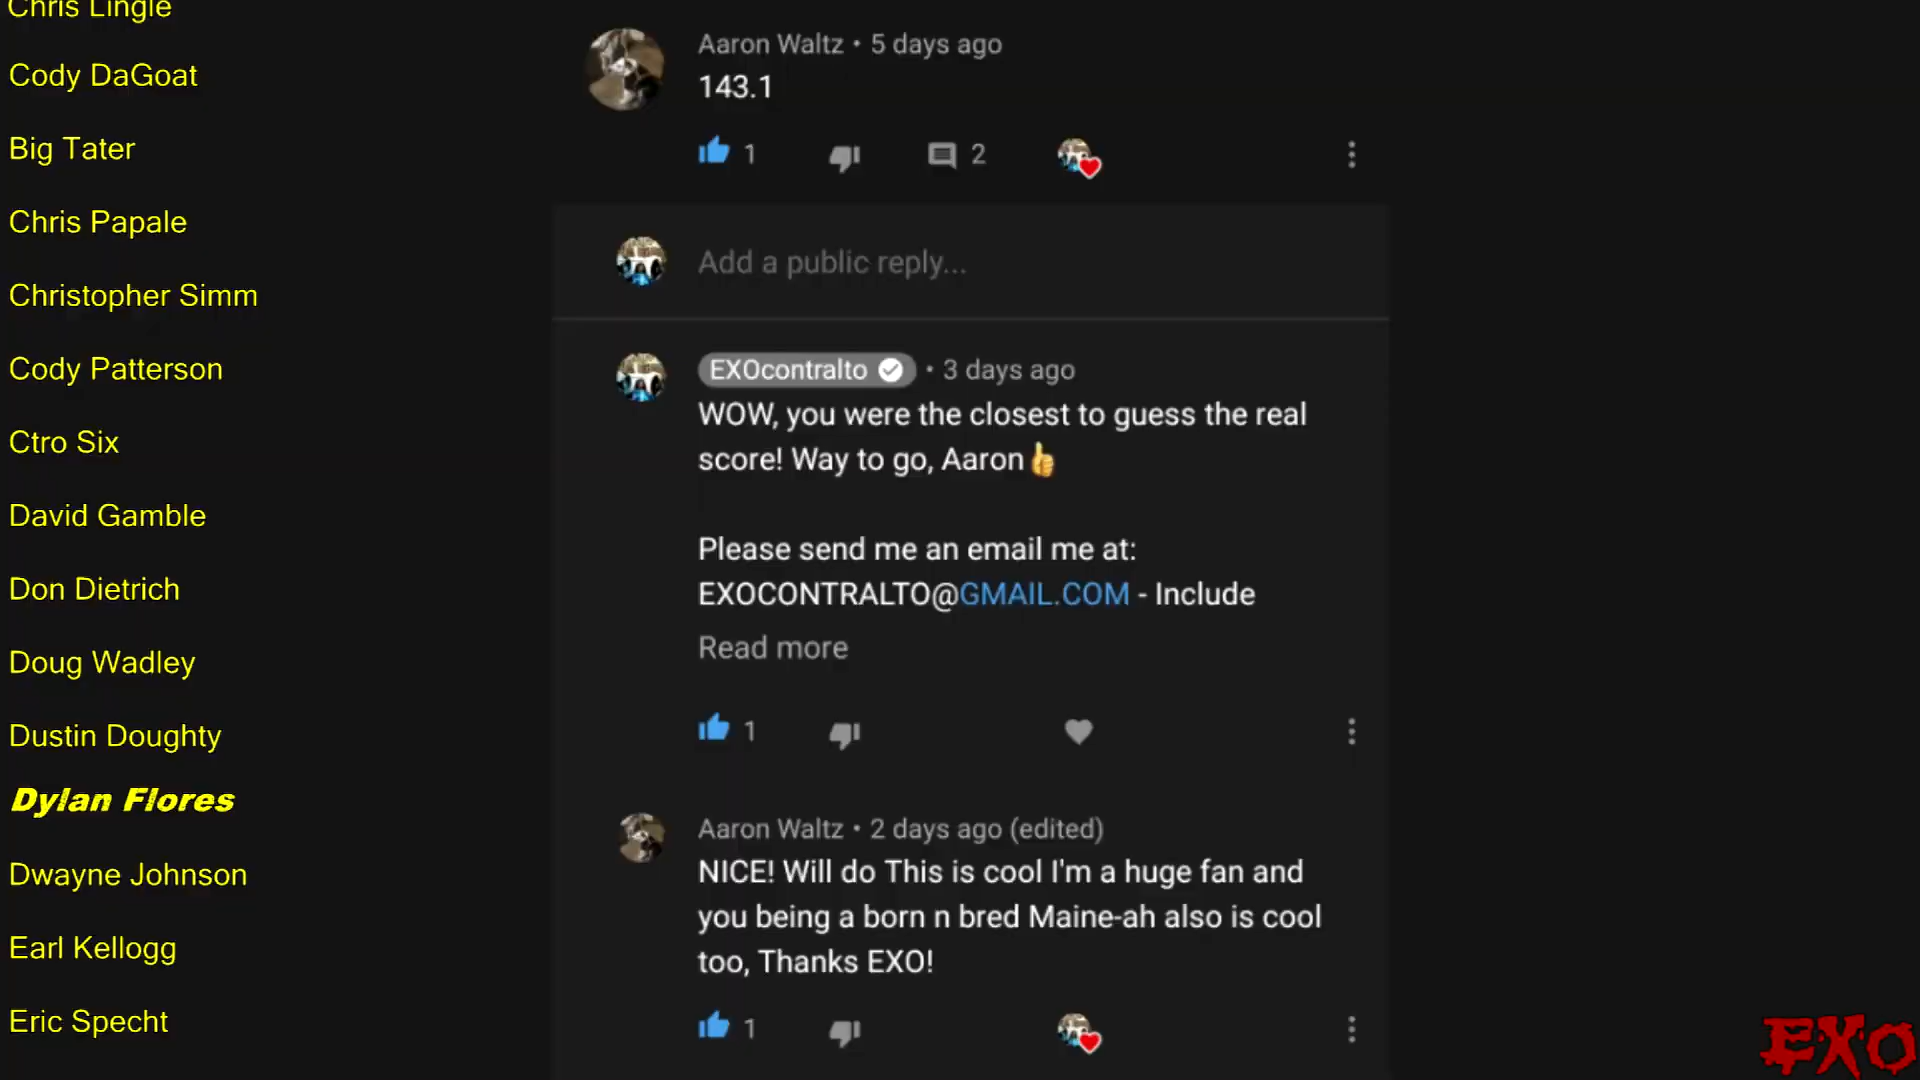 Chris Lingle
Cody DaGoat
Big Tater
Chris Papale
Christopher Simm
Cody Patterson
Ctro Six
David Gamble
Don Dietrich
Doug Wadley
Dustin Doughty
Dylan Flores
Dwayne Johnson
Earl Kellogg
Eric Specht
Aaron Waltz • 5 days ago
143.1
1 2
Add a public reply...
EXOcontralto • 3 days ago
WOW, you were the closest to guess the real
score! Way to go, Aaron👍
Please send me an email me at:
EXOCONTRALTO@GMAIL.COM - Include
Read more
1
Aaron Waltz • 2 days ago (edited)
NICE! Will do This is cool I'm a huge fan and
you being a born n bred Maine-ah also is cool
too, Thanks EXO!
1
EXO